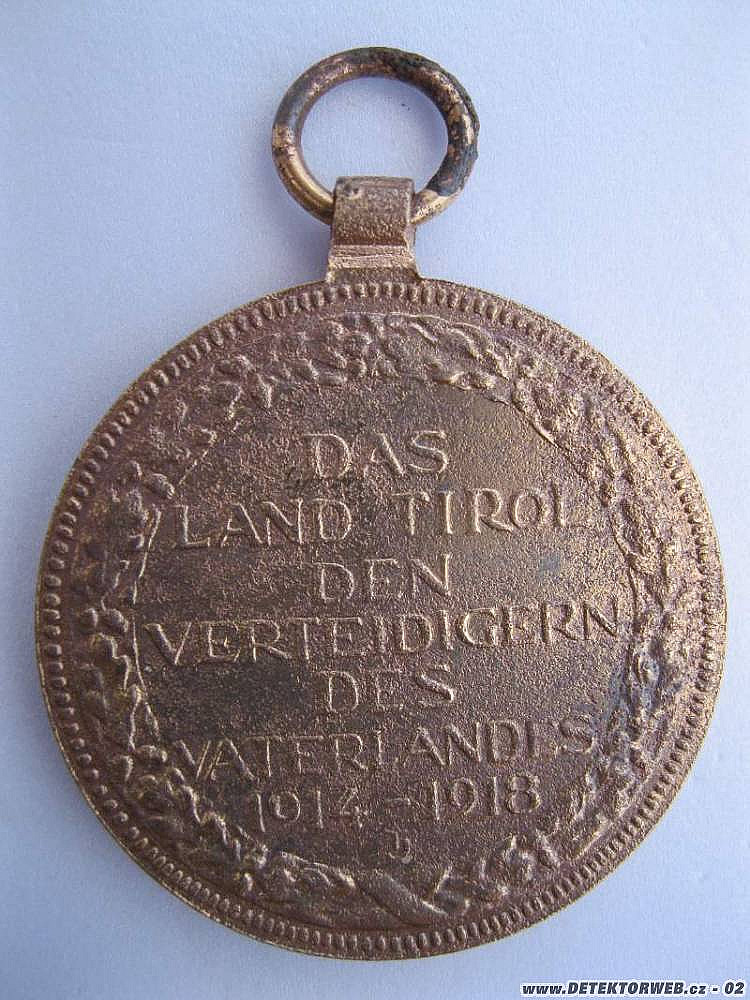 DAS
LAND TIROL
DEN
VERTEIDIGERN
DES
VATERLANDES
1914-1918
www.DETEKTORWEB.cz - 02